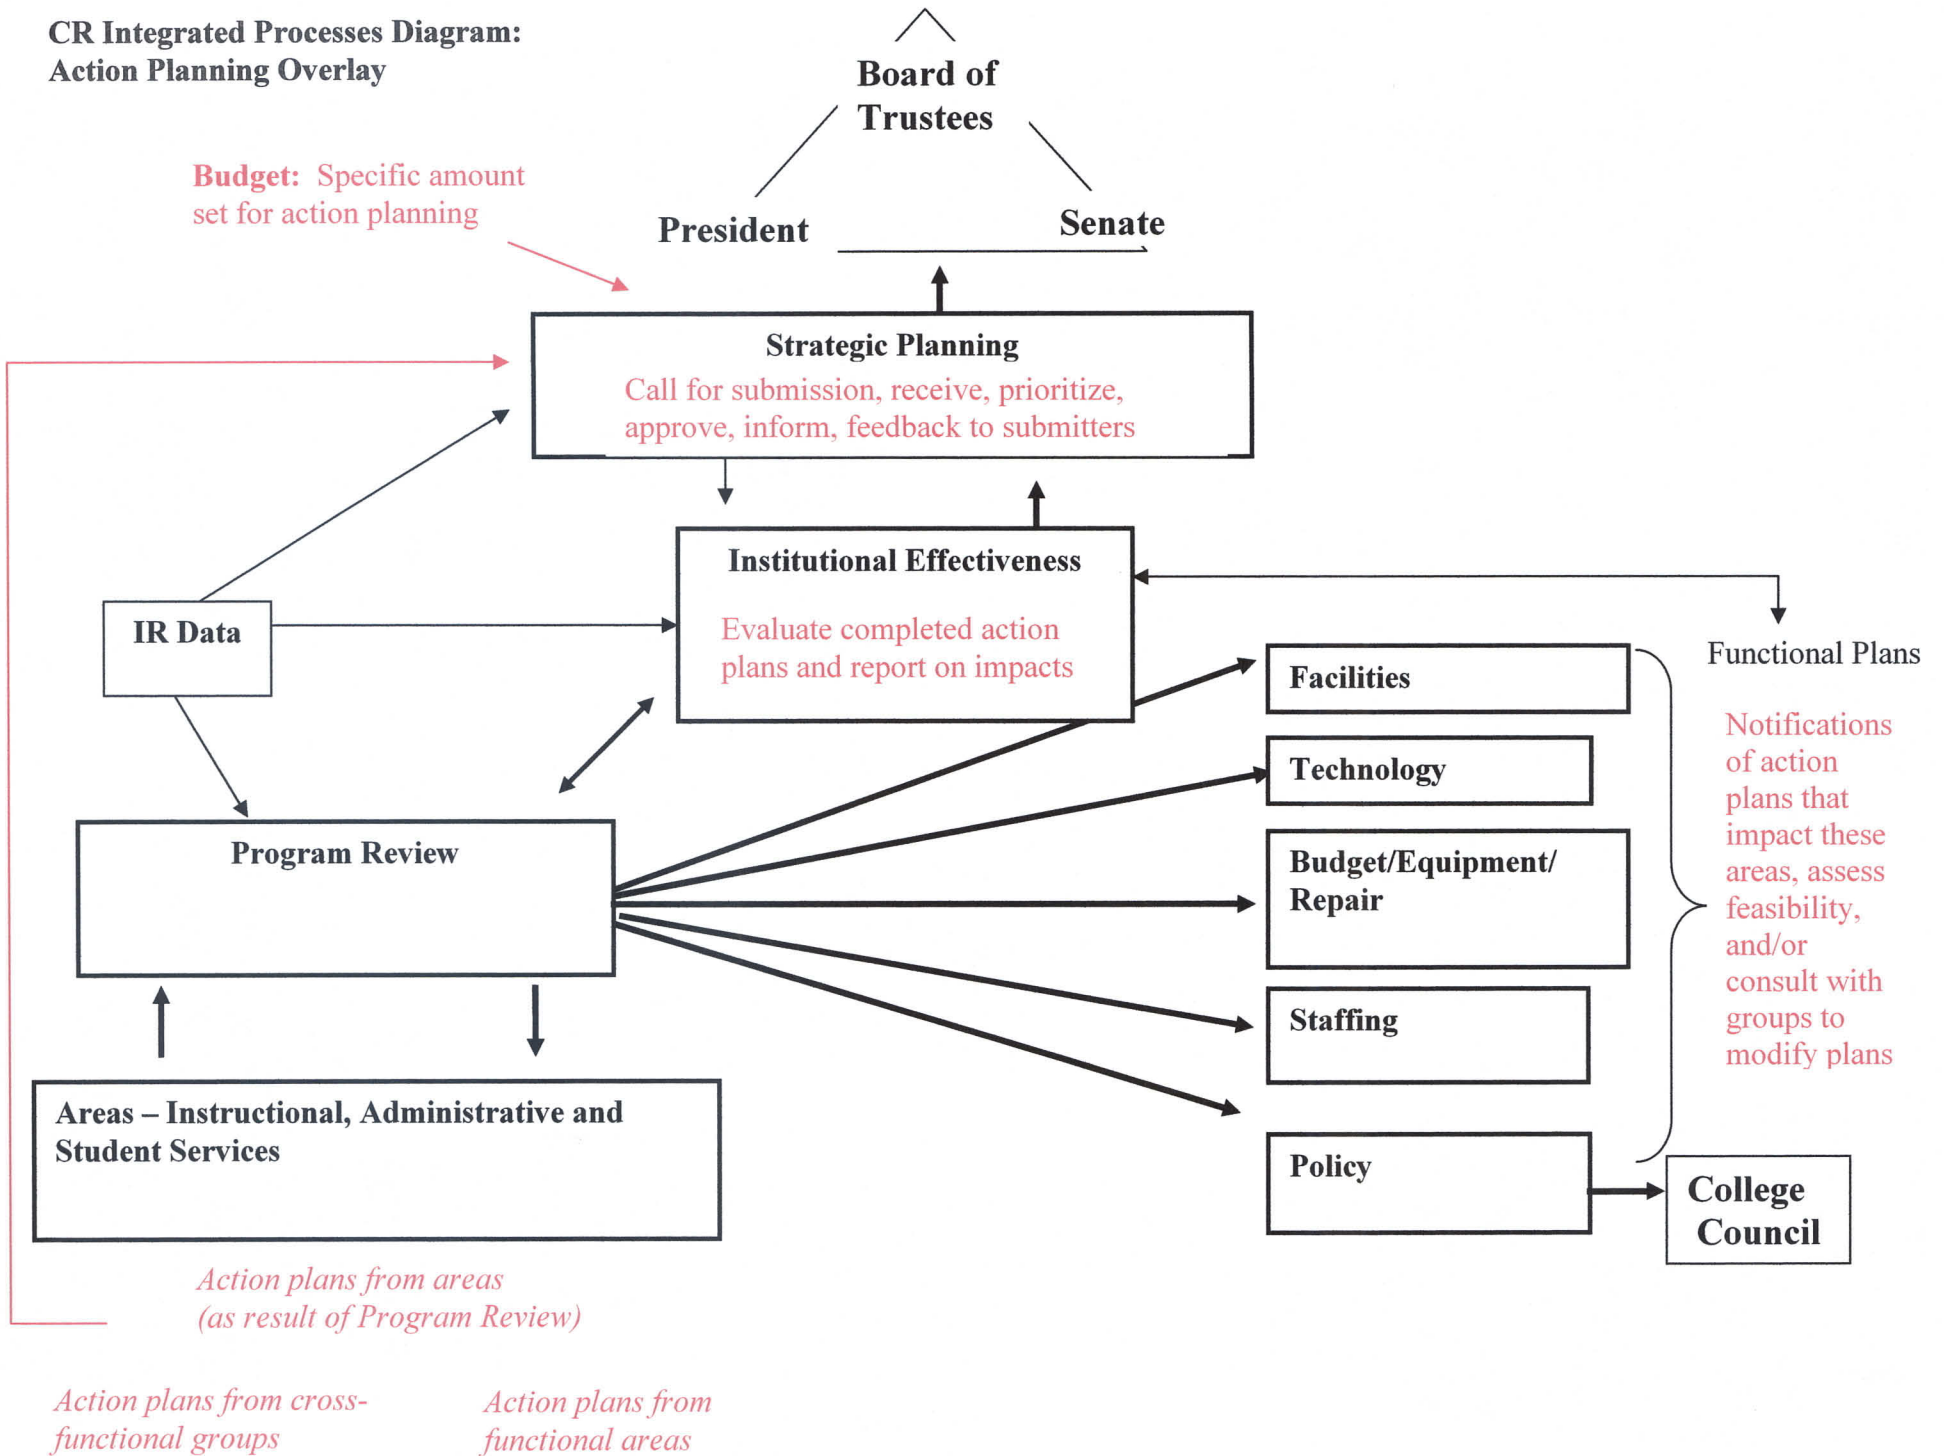 CR Integrated Processes Diagram:
Action Planning Overlay
Board of
Trustees
Budget: Specific amount
set for action planning
President
Senate
Strategic Planning
Call for submission, receive, prioritize,
approve, inform, feedback to submitters
Institutional Effectiveness
Evaluate completed action
plans and report on impacts
IR Data
Functional Plans
Notifications
of action
plans that
impact these
areas, assess
feasibility,
and/or
consult with
groups to
modify plans
Facilities
Technology
Budget/Equipment/
Repair
Staffing
Policy
College
Council
Program Review
Areas – Instructional, Administrative and
Student Services
Action plans from areas
(as result of Program Review)
Action plans from cross-
functional groups
Action plans from
functional areas